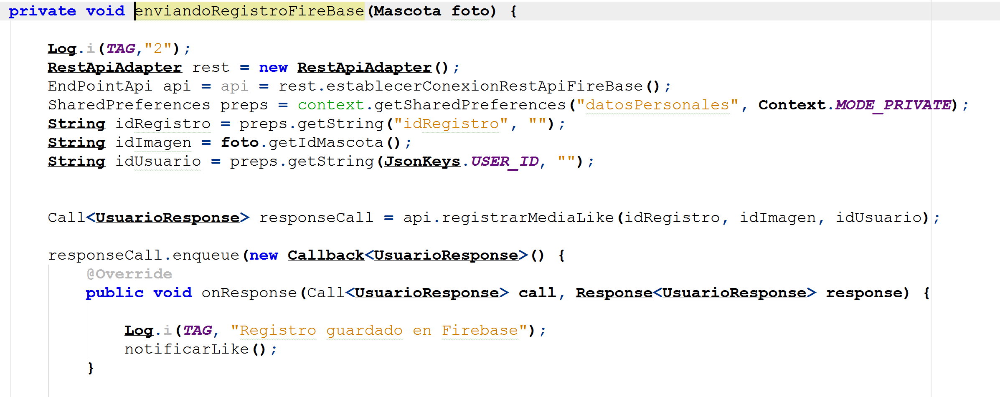 private void enviandoRegistroFireBase(Mascota foto) {
Log.i(TAG,"2");
RestApiAdapter rest = new RestApiAdapter();
EndPointApi api = api = rest.establecerConexionRestApiFireBase();
SharedPreferences preps = context.getSharedPreferences("datosPersonales", Context.MODE_PRIVATE);
String idRegistro = preps.getString("idRegistro", "");
String idImagen = foto.getIdMascota();
String idUsuario = preps.getString(JsonKeys.USER_ID, "");
Call<UsuarioResponse> responseCall = api.registrarMediaLike(idRegistro, idImagen, idUsuario);
responseCall.enqueue(new Callback<UsuarioResponse>() {
@Override
public void onResponse(Call<UsuarioResponse> call, Response<UsuarioResponse> response) {
Log.i(TAG, "Registro guardado en Firebase");
notificarLike();
}